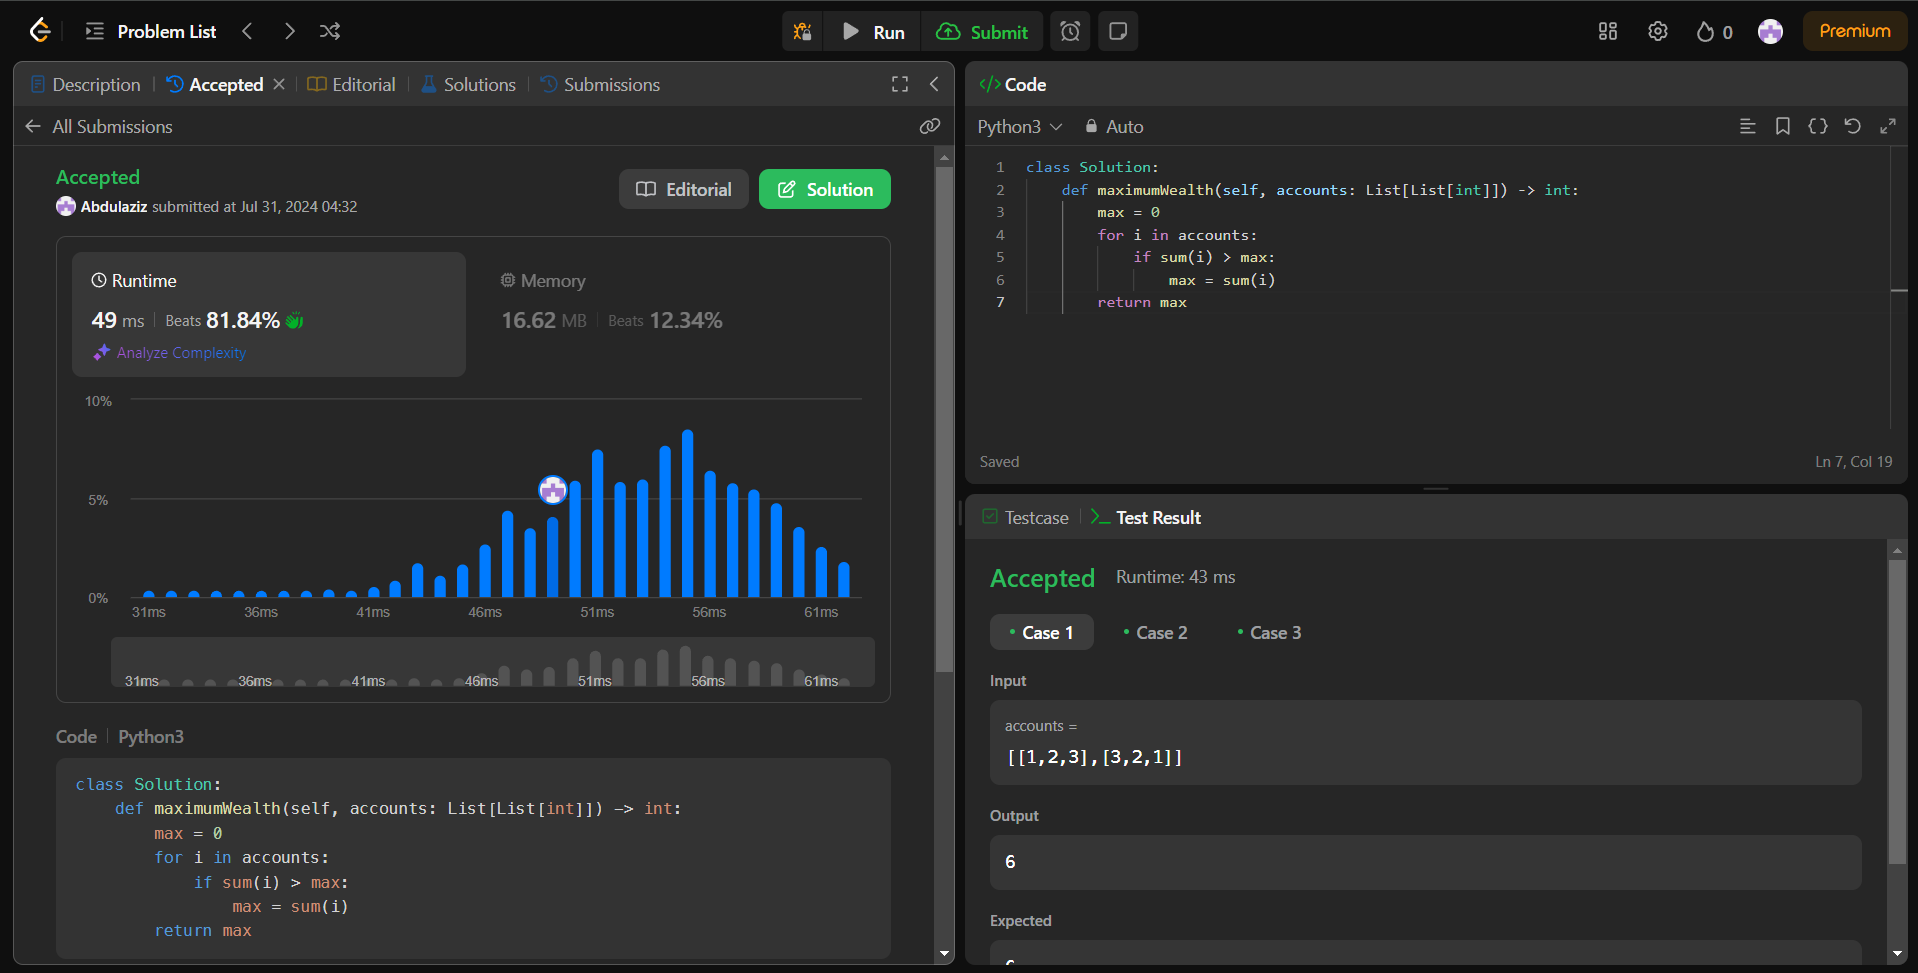 Problem List
Run
Submit
0
Premium
Description
Accepted
Editorial
Solutions
Submissions
All Submissions
Accepted
Abdulaziz submitted at Jul 31, 2024 04:32
Editorial
Solution
Runtime
49 ms
Beats 81.84%
Analyze Complexity
Memory
16.62 MB
Beats 12.34%
10%
5%
0%
31ms 36ms 41ms 46ms 51ms 56ms 61ms
31ms 36ms 41ms 46ms 51ms 56ms 61ms
Code
Python3
class Solution:
    def maximumWealth(self, accounts: List[List[int]]) -> int:
        max = 0
        for i in accounts:
            if sum(i) > max:
                max = sum(i)
        return max
</> Code
Python3
Auto
1 class Solution:
2     def maximumWealth(self, accounts: List[List[int]]) -> int:
3         max = 0
4         for i in accounts:
5             if sum(i) > max:
6                 max = sum(i)
7         return max
Saved
Ln 7, Col 19
Testcase
Test Result
Accepted
Runtime: 43 ms
Case 1
Case 2
Case 3
Input
accounts =
[[1,2,3],[3,2,1]]
Output
6
Expected